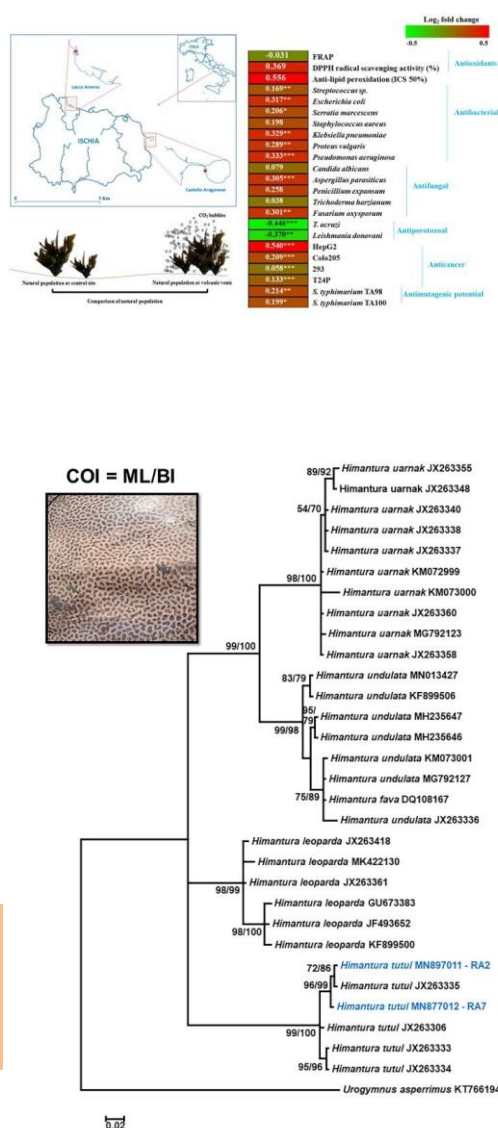 Log₂ fold change
-0.5
0.5
ITALY
Lacco Ameno
ISCHIA
Castello Aragonese
CO₂ bubbles
Natural population at control site
Natural population at volcanic vents
Comparison of natural population
-0.031 FRAP
0.369 DPPH radical scavenging activity (%)
0.556 Anti-lipid peroxidation (ICS 50%)
Antioxidants
0.169** Streptococcus sp.
0.317** Escherichia coli
0.206* Serratia marcescens
0.198 Staphylococcus aureus
0.329** Klebsiella pneumoniae
0.289** Proteus vulgaris
0.333*** Pseudomonas aeruginosa
Antibacterial
0.079 Candida albicans
0.305*** Aspergillus parasiticus
0.258 Penicillium expansum
0.038 Trichoderma harzianum
0.301** Fusarium oxysporum
Antifungal
-0.446*** T. acruzi
-0.370** Leishmania donovani
Antiperotozoal
0.540*** HepG2
0.209*** Colo205
0.058*** 293
0.133*** T24P
Anticancer
0.214** S. typhimurium TA98
0.199* S. typhimurium TA100
Antimutagenic potential
COI = ML/BI
89/92
Himantura uarnak JX263355
Himantura uarnak JX263348
54/70
Himantura uarnak JX263340
Himantura uarnak JX263338
Himantura uarnak JX263337
98/100
Himantura uarnak KM072999
Himantura uarnak KM073000
Himantura uarnak JX263360
Himantura uarnak MG792123
Himantura uarnak JX263358
99/100
83/79
Himantura undulata MN013427
Himantura undulata KF899506
95/
79
Himantura undulata MH235647
Himantura undulata MH235646
99/98
Himantura undulata KM073001
Himantura undulata MG792127
75/89
Himantura fava DQ108167
Himantura undulata JX263336
Himantura leoparda JX263418
Himantura leoparda MK422130
98/99
Himantura leoparda JX263361
Himantura leoparda GU673383
98/100
Himantura leoparda JF493652
Himantura leoparda KF899500
72/86
Himantura tutul MN897011 - RA2
96/99
Himantura tutul JX263335
Himantura tutul MN877012 - RA7
99/100
Himantura tutul JX263306
Himantura tutul JX263333
95/96
Himantura tutul JX263334
Urogymnus asperrimus KT766194
0.02